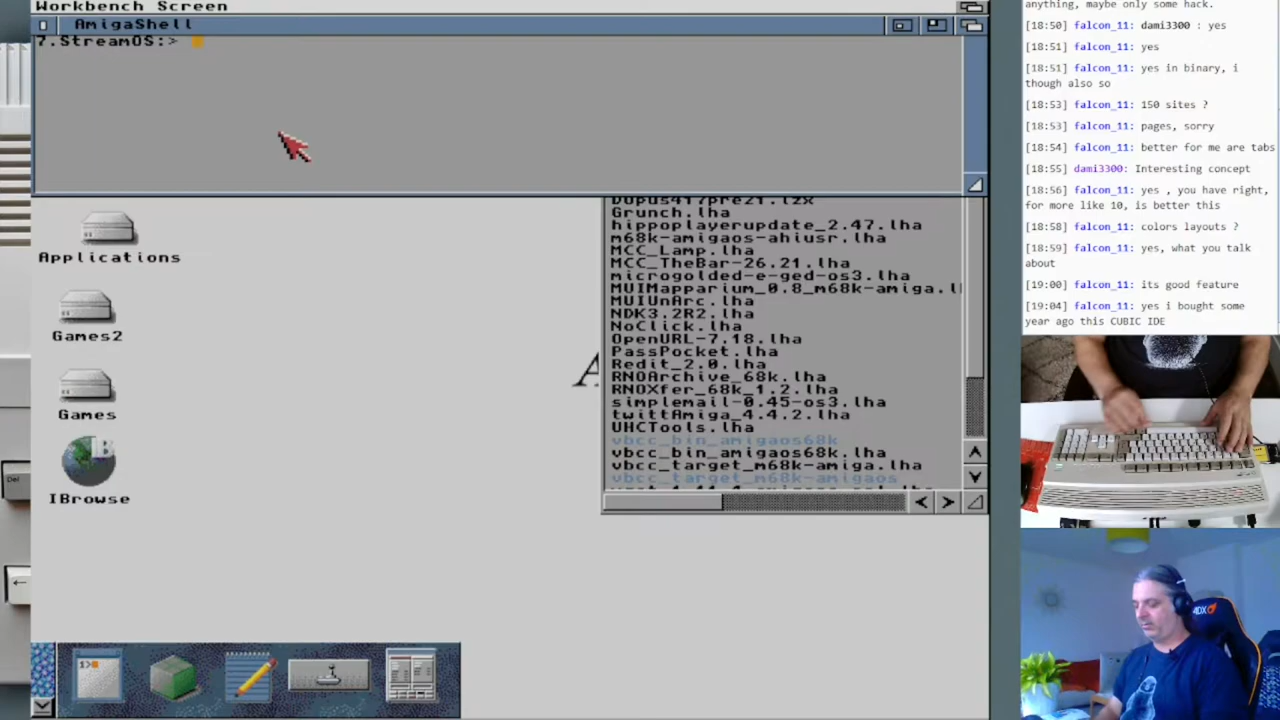 Workbench Screen
AmigaShell
7.StreamOS:>
Applications
Games2
Games
IBrowse
A
Dopus417pre21.lzx
Grunch.lha
hippoplayerupdate_2.47.lha
m68k-amigaos-ahiusr.lha
MCC_Lamp.lha
MCC_TheBar-26.21.lha
microgolded-e-ged-os3.lha
MUIMapparium_0.8_m68k-amiga.l
MUIUnArc.lha
NDK3.2R2.lha
NoClick.lha
OpenURL-7.18.lha
PassPocket.lha
Redit_2.0.lha
RNOArchive_68k.lha
RNOXfer_68k_1.2.lha
simplemail-0.45-os3.lha
twittAmiga_4.4.2.lha
UHCTools.lha
vbcc_bin_amigaos68k
vbcc_bin_amigaos68k.lha
vbcc_target_m68k-amiga.lha
vbcc_target_m68k-amigaos
1>
Del
anything, maybe only some hack.
[18:50] falcon_11: dami3300 : yes
[18:51] falcon_11: yes
[18:51] falcon_11: yes in binary, i
though also so
[18:53] falcon_11: 150 sites ?
[18:53] falcon_11: pages, sorry
[18:54] falcon_11: better for me are tabs
[18:55] dami3300: Interesting concept
[18:56] falcon_11: yes , you have right,
for more like 10, is better this
[18:58] falcon_11: colors layouts ?
[18:59] falcon_11: yes, what you talk
about
[19:00] falcon_11: its good feature
[19:04] falcon_11: yes i bought some
year ago this CUBIC IDE